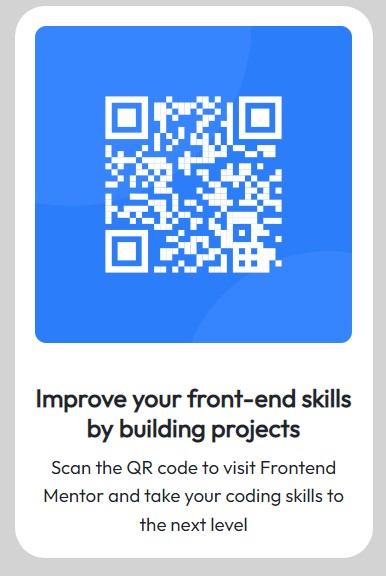 Improve your front-end skills
by building projects
Scan the QR code to visit Frontend
Mentor and take your coding skills to
the next level